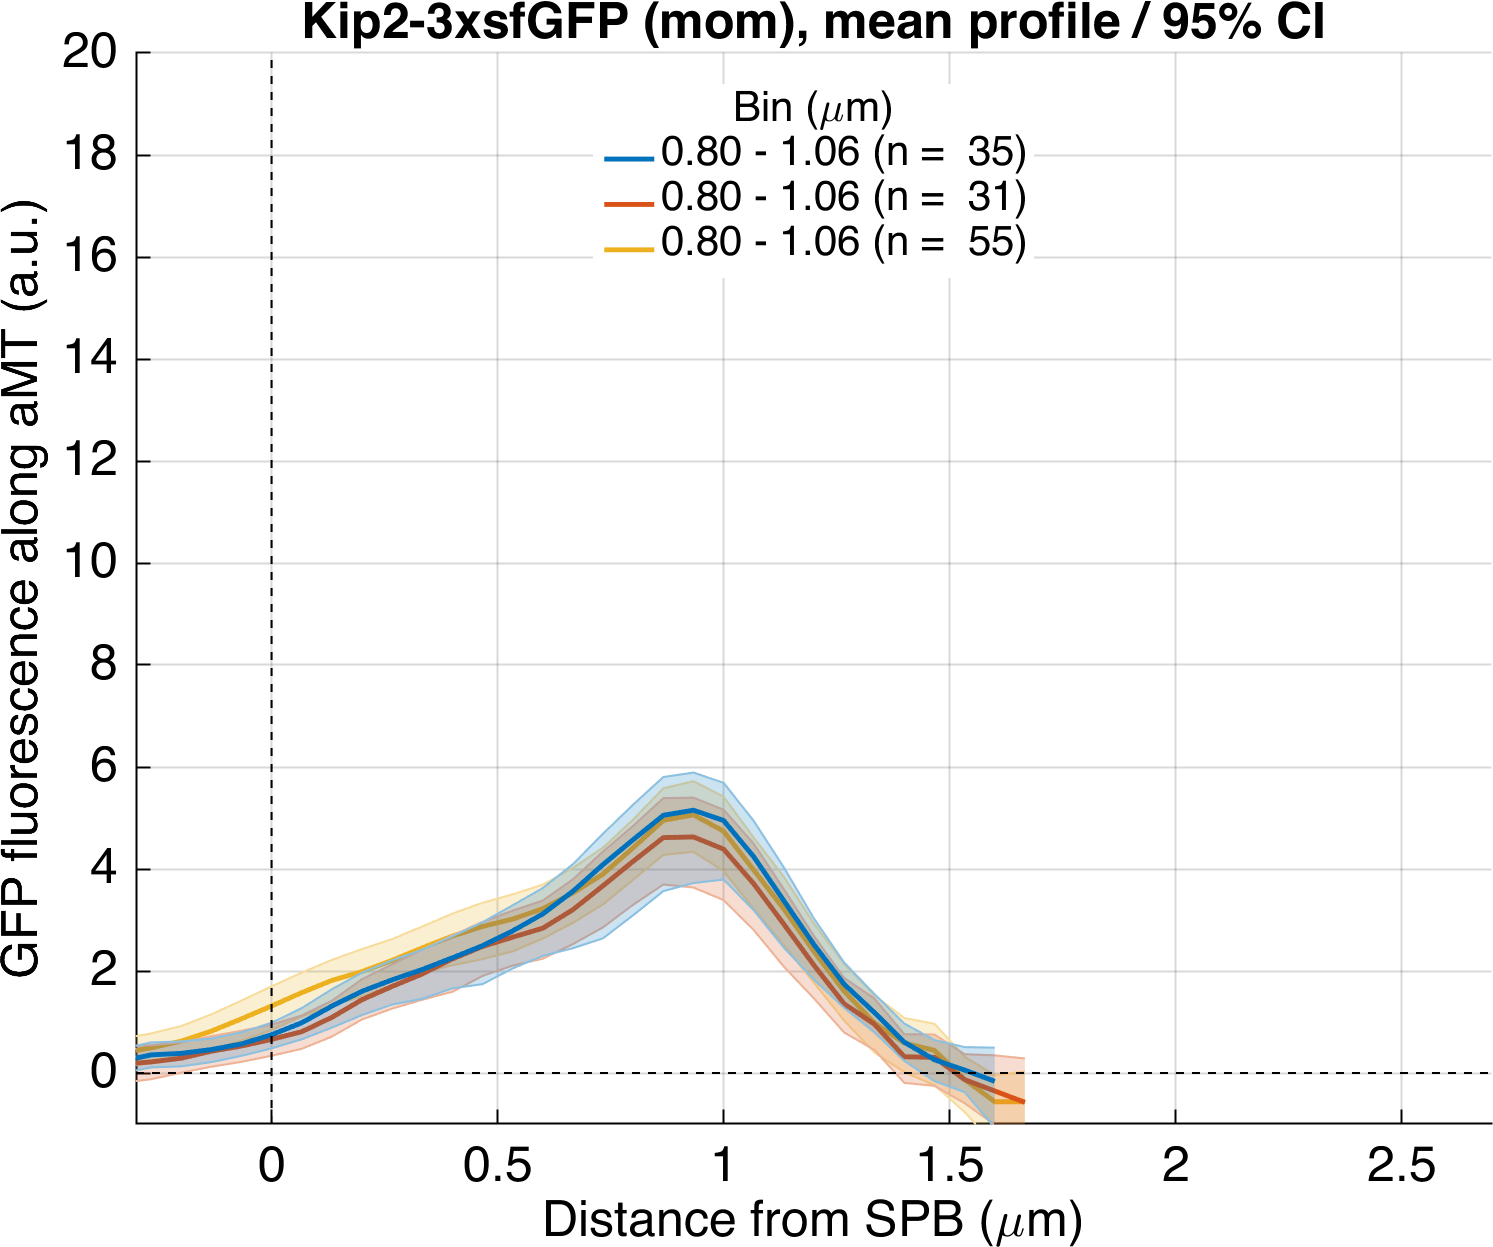 Kip2-3xsfGFP (mom), mean profile / 95% CI
Bin (μm)
0.80 - 1.06 (n = 35)
0.80 - 1.06 (n = 31)
0.80 - 1.06 (n = 55)
GFP fluorescence along aMT (a.u.)
20
18
16
14
12
10
8
6
4
2
0
0 0.5 1 1.5 2 2.5
Distance from SPB (μm)